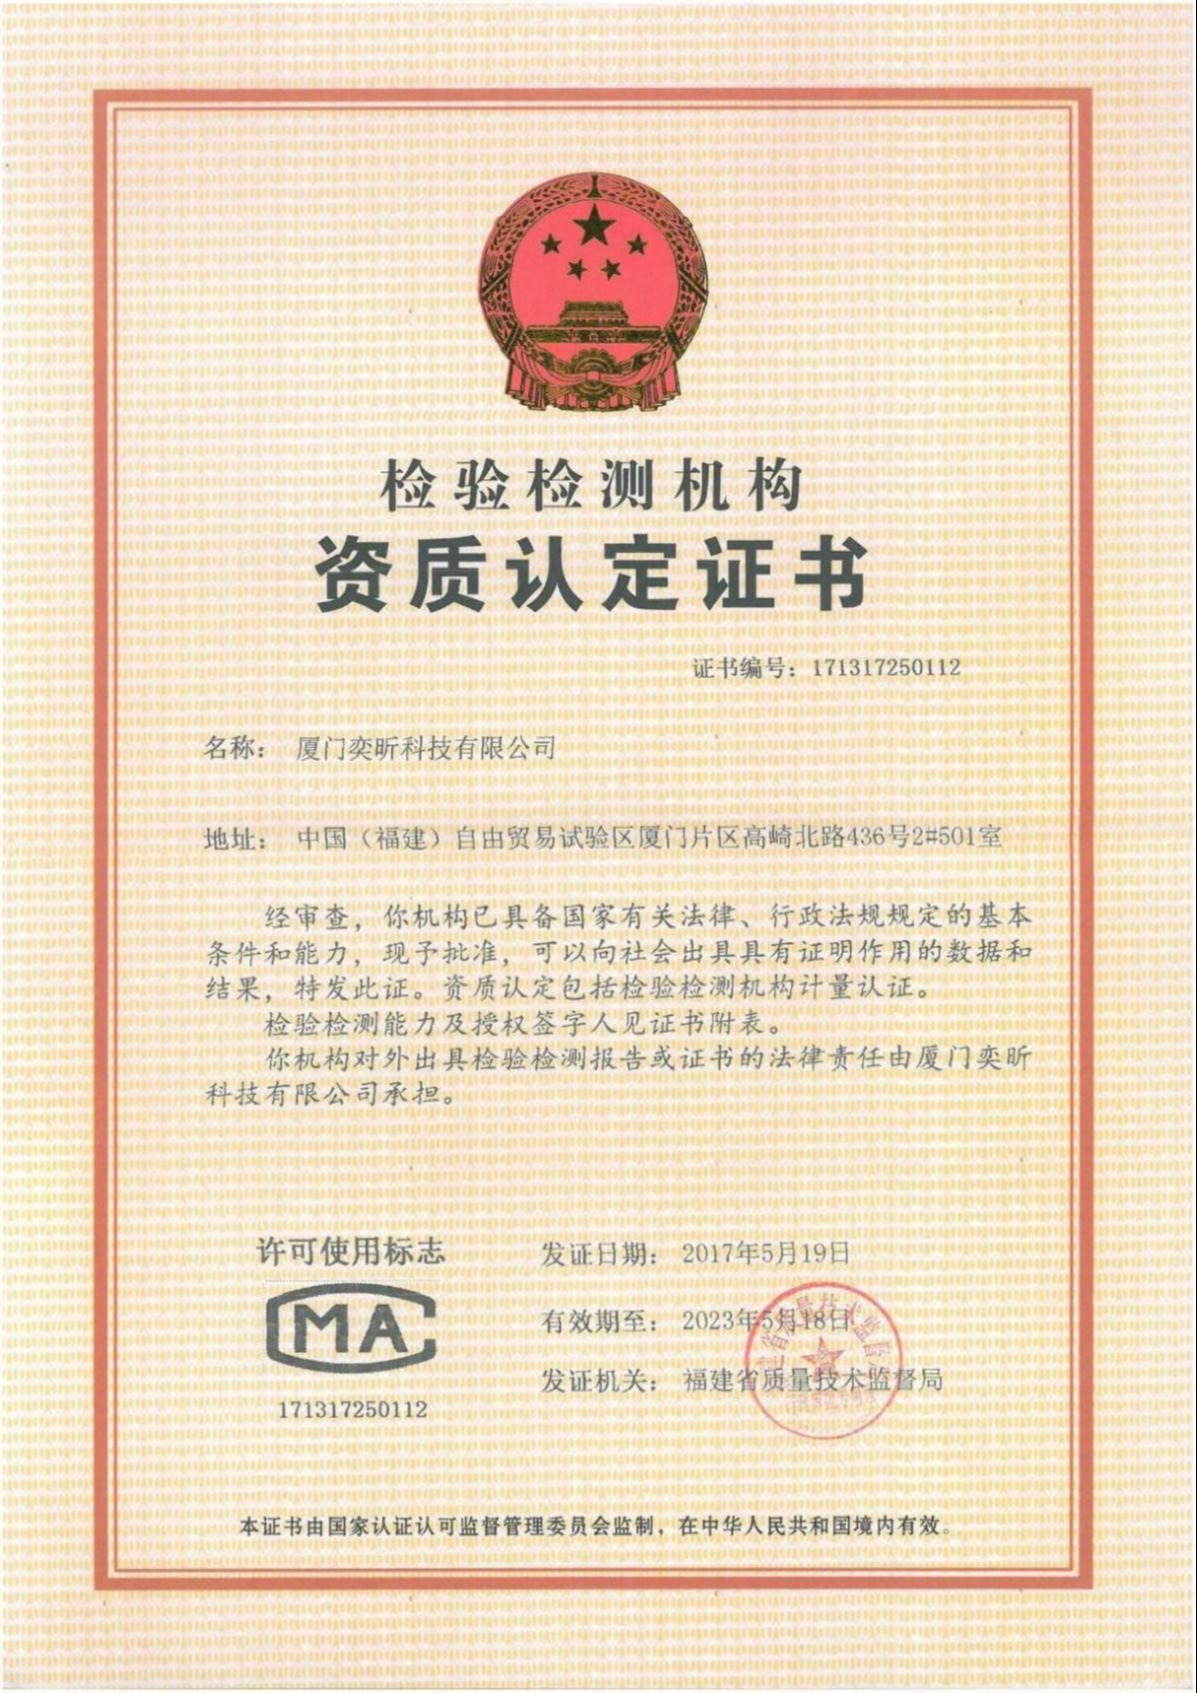 检验检测机构
资质认定证书
证书编号：171317250112
名称： 厦门奕昕科技有限公司
地址： 中国（福建）自由贸易试验区厦门片区高崎北路436号2#501室
经审查，你机构已具备国家有关法律、行政法规规定的基本
条件和能力，现予批准，可以向社会出具具有证明作用的数据和
结果，特发此证。资质认定包括检验检测机构计量认证。
检验检测能力及授权签字人见证书附表。
你机构对外出具检验检测报告或证书的法律责任由厦门奕昕
科技有限公司承担。
许可使用标志
MA
171317250112
发证日期： 2017年5月19日
有效期至： 2023年5月18日
发证机关： 福建省质量技术监督局
本证书由国家认证认可监督管理委员会监制，在中华人民共和国境内有效。